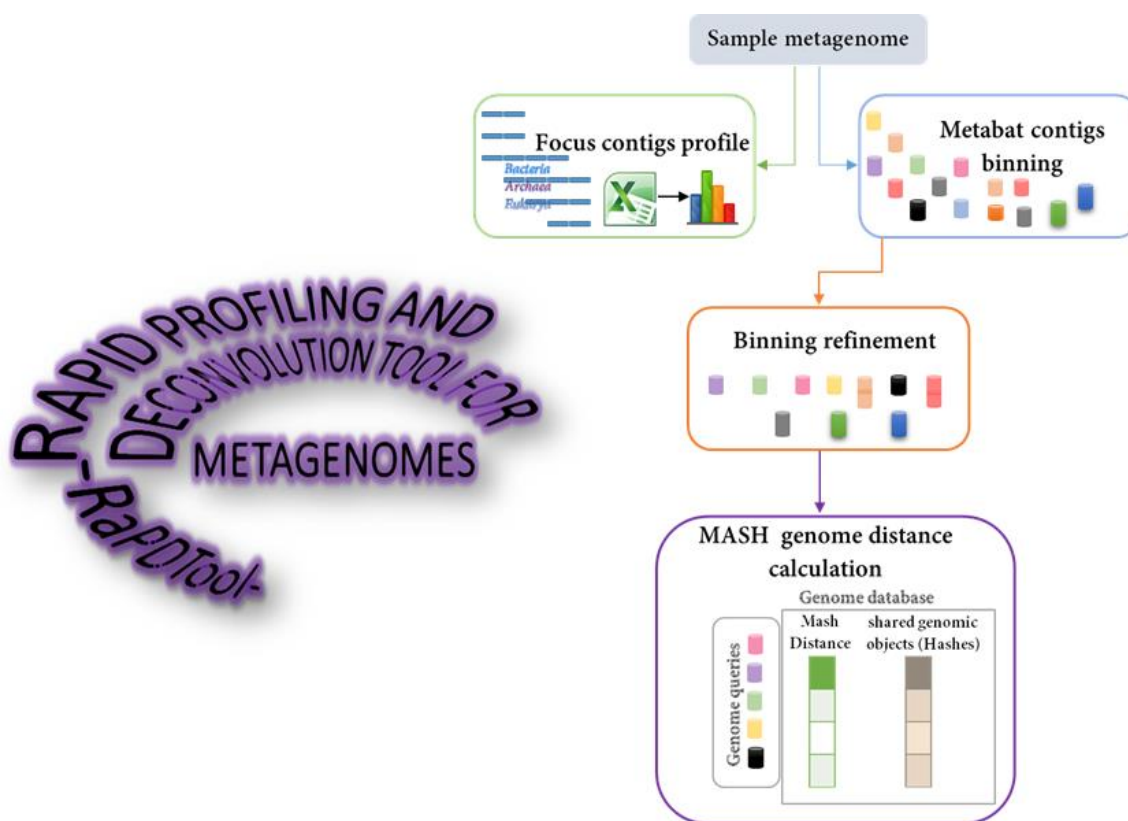 Sample metagenome
Focus contigs profile
Bacteria
Archaea
Eukarya
Metabat contigs
binning
RAPID PROFILING AND
DECONVOLUTION TOOL FOR
METAGENOMES
-RaPDTool-
Binning refinement
MASH genome distance
calculation
Genome database
Mash
Distance
shared genomic
objects (Hashes)
Genome queries